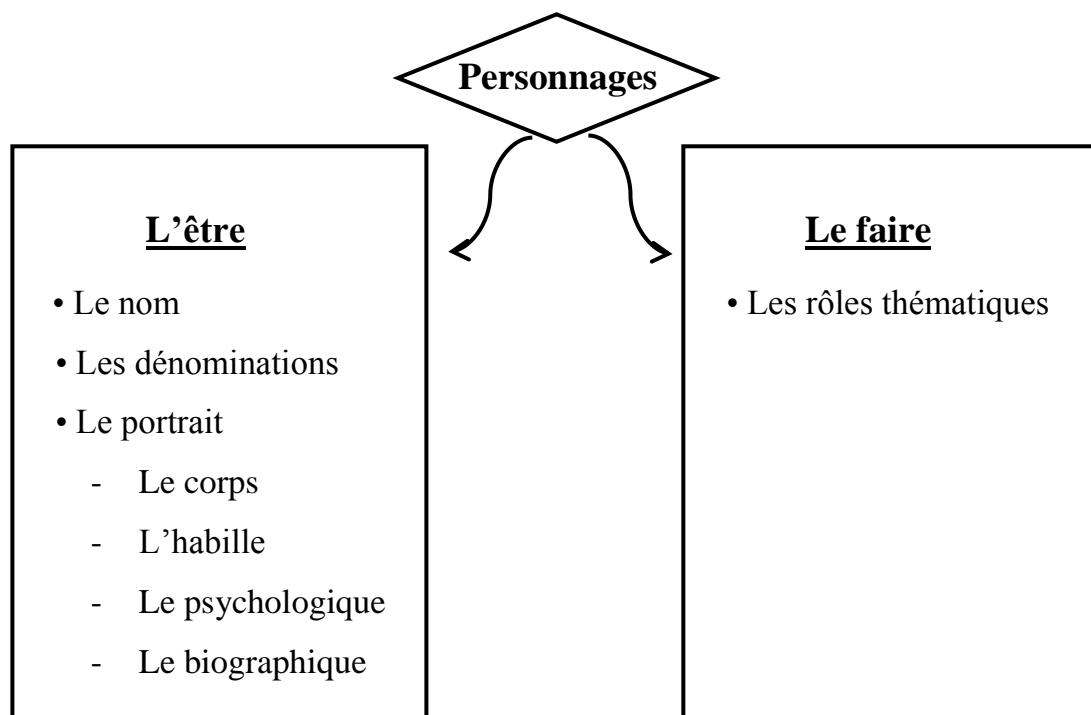 Personnages
L’être
• Le nom
• Les dénominations
• Le portrait
- Le corps
- L’habille
- Le psychologique
- Le biographique
Le faire
• Les rôles thématiques